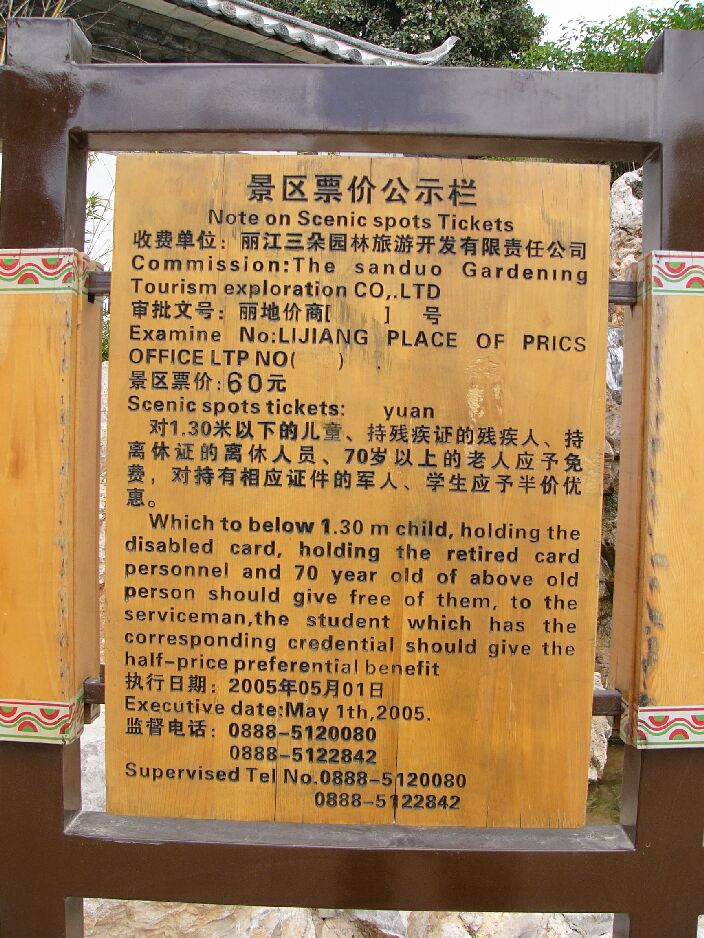 景区票价公示栏
Note on Scenic spots Tickets
收费单位：丽江三朵园林旅游开发有限责任公司
Commission:The sanduo Gardening
Tourism exploration CO,.LTD
审批文号：丽地价商[      ] 号
Examine No:LIJIANG PLACE OF PRICS
OFFICE LTP NO(      )
景区票价：60元
Scenic spots tickets:      yuan
对1.30米以下的儿童、持残疾证的残疾人、持
离休证的离休人员、70岁以上的老人应予免
费，对持有相应证件的军人、学生应予半价优
惠。
Which to below 1.30 m child, holding the
disabled card, holding the retired card
personnel and 70 year old of above old
person should give free of them, to the
serviceman,the student which has the
corresponding credential should give the
half-price preferential benefit
执行日期：2005年05月01日
Executive date:May 1th,2005.
监督电话：0888-5120080
0888-5122842
Supervised Tel No.0888-5120080
0888-5122842